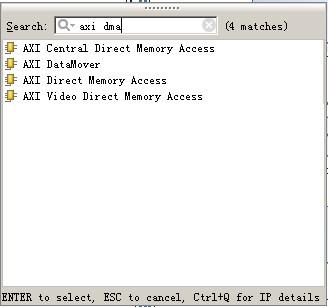 Search: axi dma (4 matches)
AXI Central Direct Memory Access
AXI DataMover
AXI Direct Memory Access
AXI Video Direct Memory Access
ENTER to select, ESC to cancel, Ctrl+Q for IP details